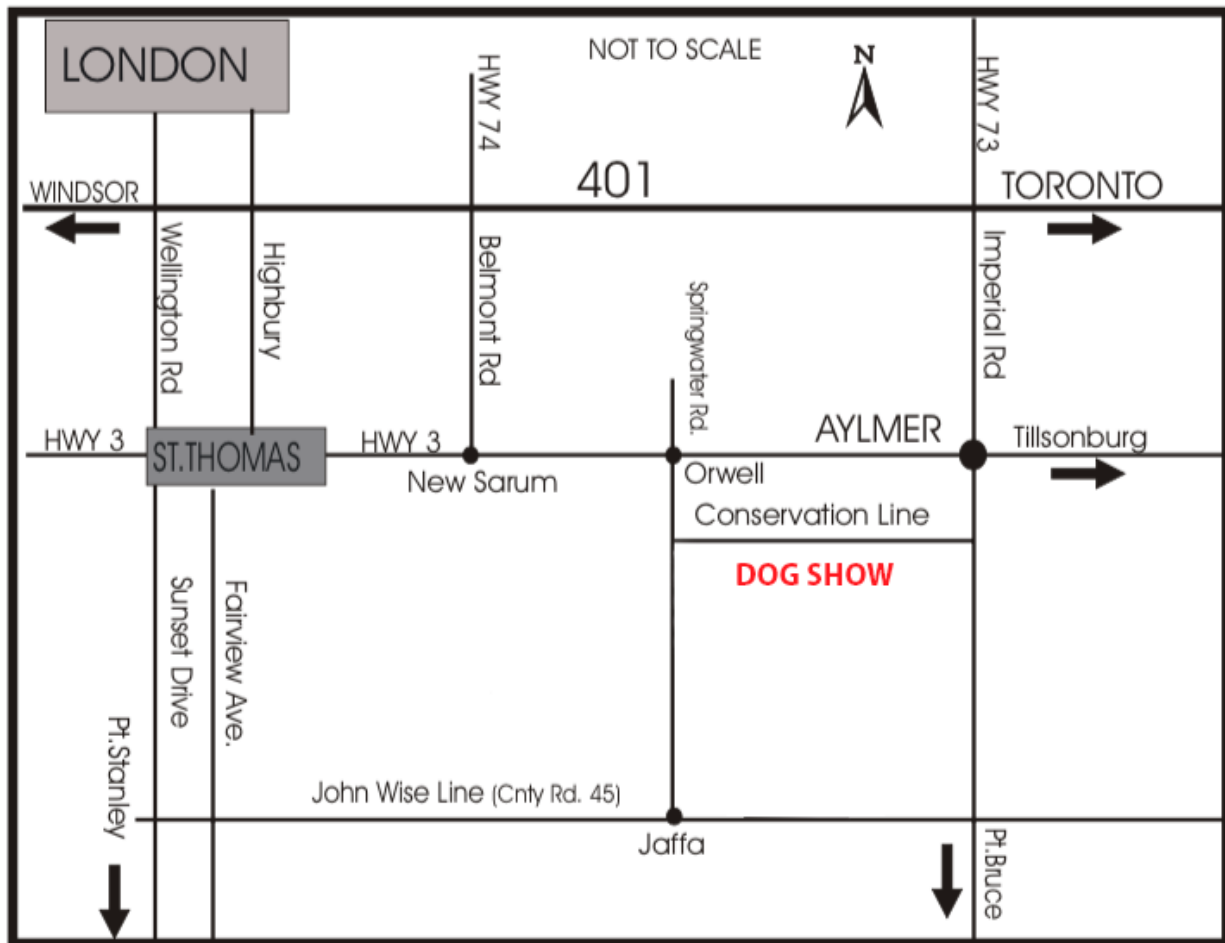 LONDON
NOT TO SCALE
N
HWY 74
HWY 73
WINDSOR
401
TORONTO
Wellington Rd
Highbury
Belmont Rd
Springwater Rd.
Imperial Rd
HWY 3
ST.THOMAS
HWY 3
New Sarum
Orwell
AYLMER
Tillsonburg
Conservation Line
DOG SHOW
Sunset Drive
Fairview Ave.
Pt.Stanley
John Wise Line (Cnty Rd. 45)
Jaffa
Pt.Bruce